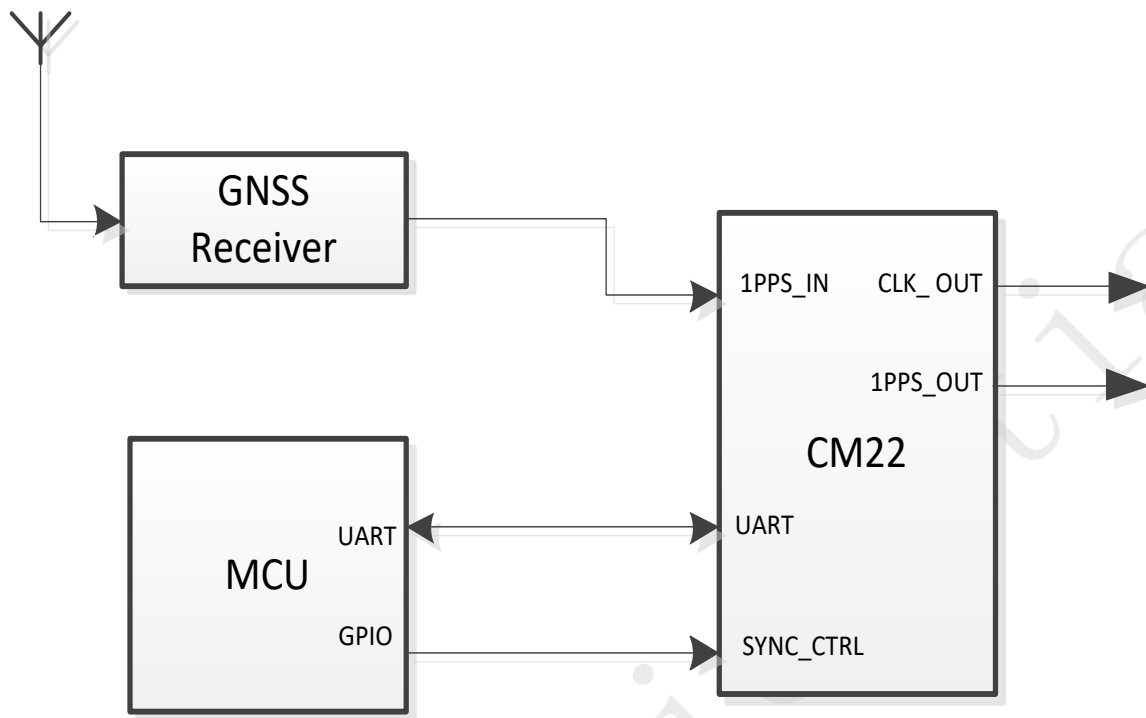 GNSS
Receiver
1PPS_IN
CLK_ OUT
1PPS_OUT
CM22
UART
SYNC_CTRL
UART
MCU
GPIO